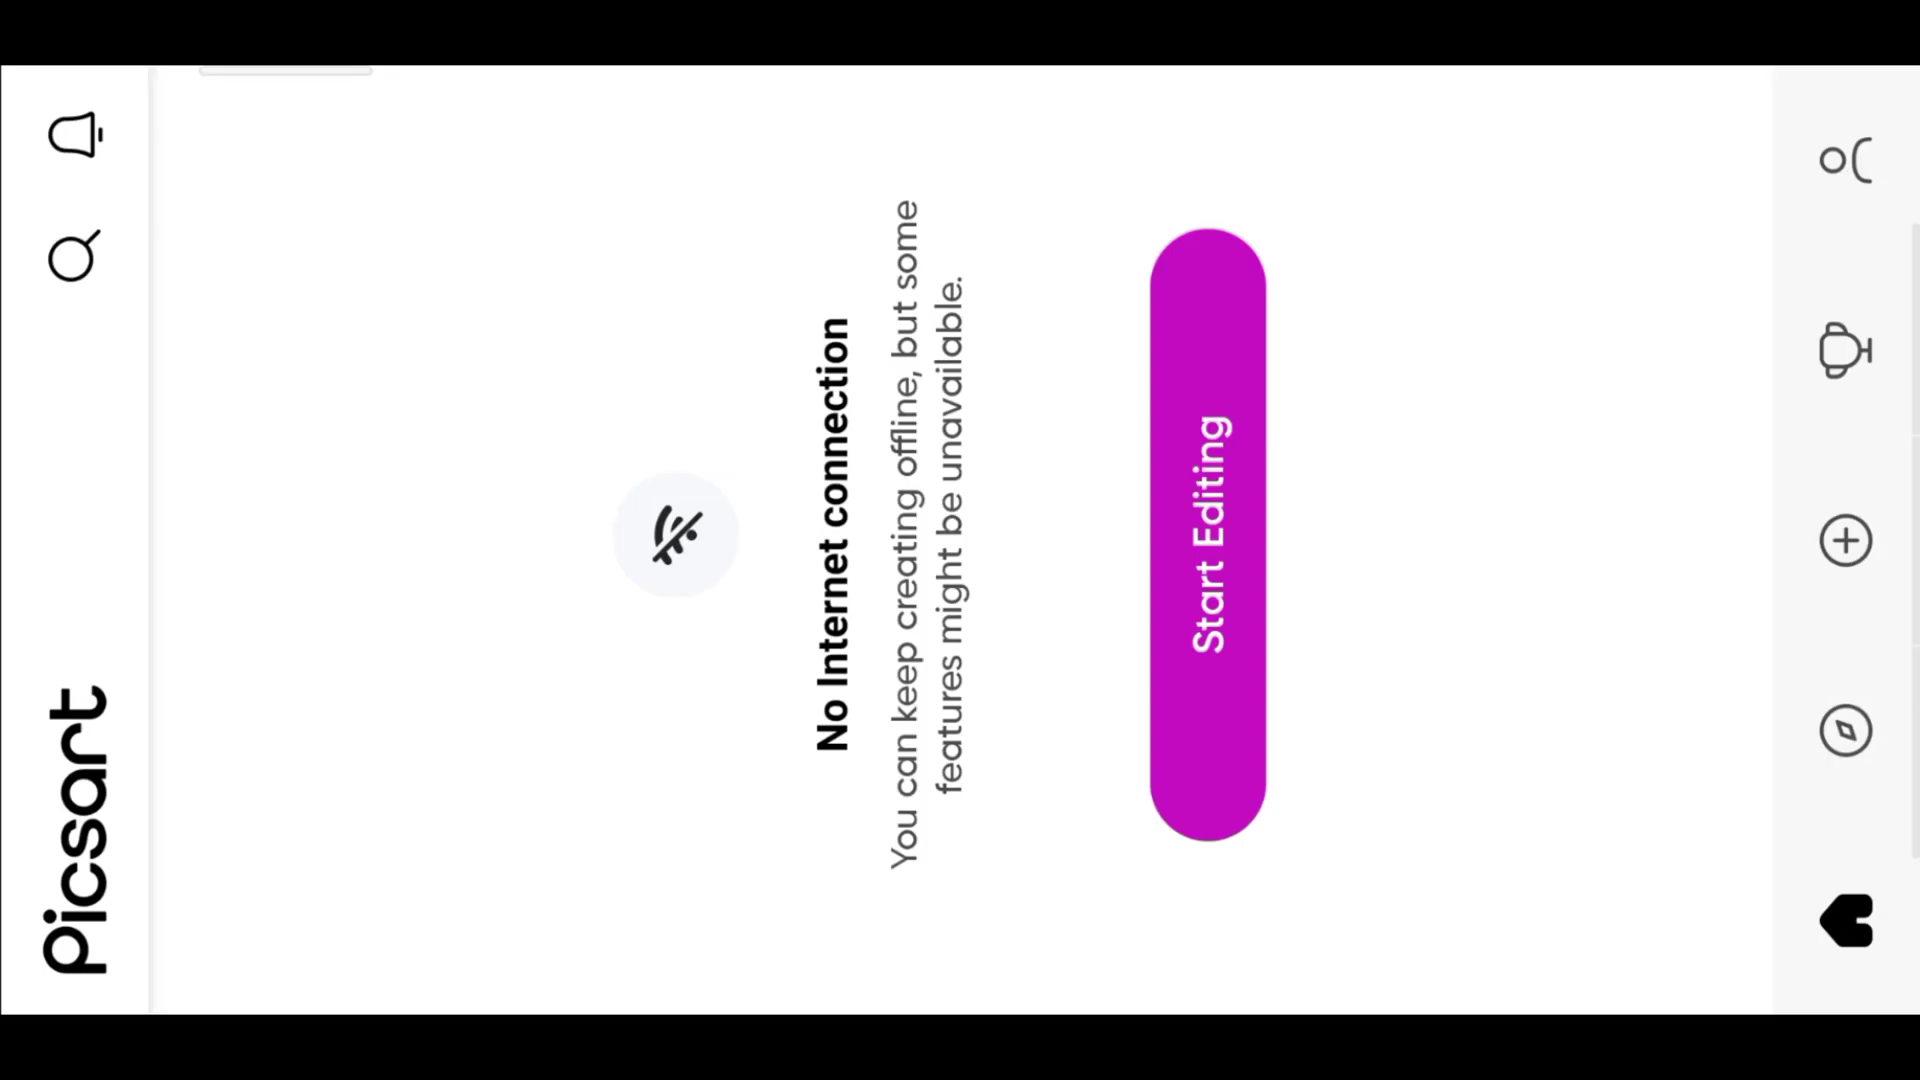 Picsart
No Internet connection
You can keep creating offline, but some
features might be unavailable.
Start Editing